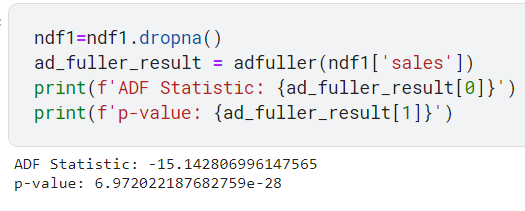 ndf1=ndf1.dropna()
ad_fuller_result = adfuller(ndf1['sales'])
print(f'ADF Statistic: {ad_fuller_result[0]}')
print(f'p-value: {ad_fuller_result[1]}')
ADF Statistic: -15.142806996147565
p-value: 6.972022187682759e-28